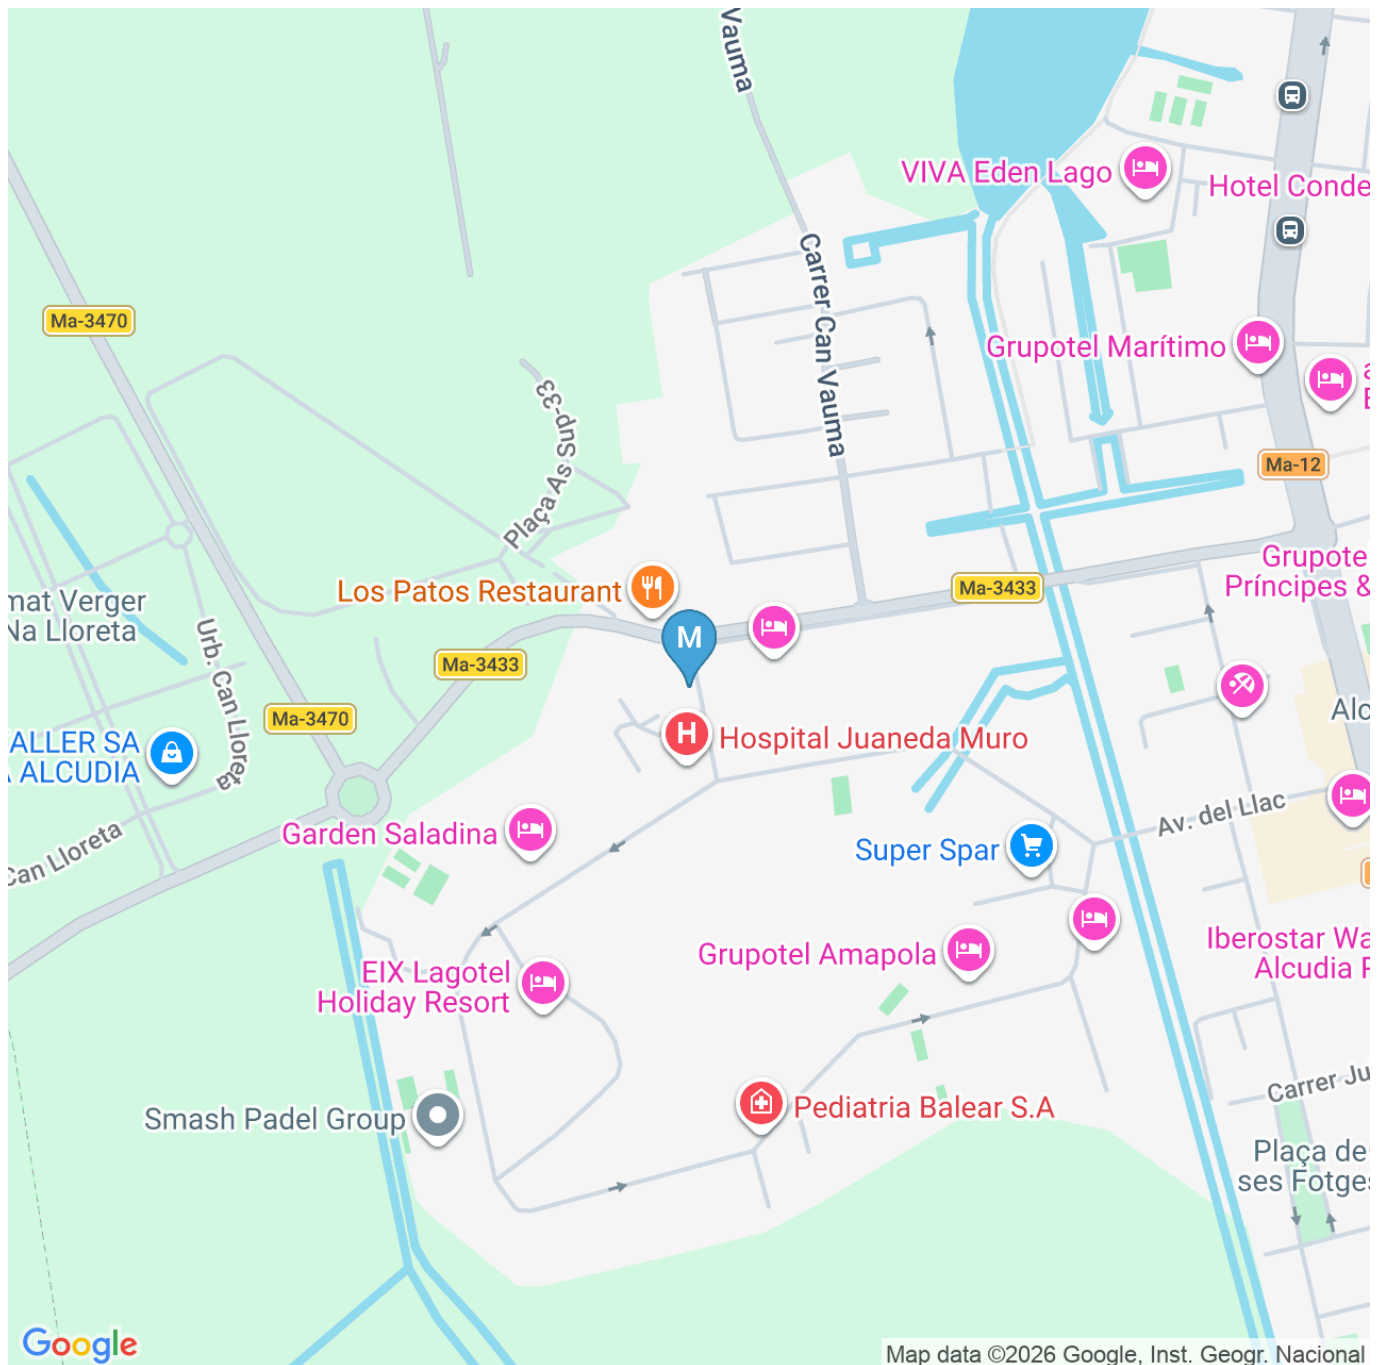 Vauma
VIVA Eden Lago
Hotel Conde
Carrer Can Vauma
Ma-3470
Grupotel Marítimo
Plaça As Sup-33
Ma-12
Grupote
Príncipes &
Los Patos Restaurant
Ma-3433
mat Verger
Na Lloreta
M
Urb. Can Lloreta
Ma-3433
Ma-3470
Alc
ALLER SA
ALCUDIA
H
Hospital Juaneda Muro
Av. del Llac
Garden Saladina
Can Lloreta
Super Spar
Grupotel Amapola
Iberostar Wa
Alcudia P
EIX Lagotel
Holiday Resort
Carrer Ju
Smash Padel Group
Pediatria Balear S.A
Plaça de
ses Fotges
Google
Map data ©2026 Google, Inst. Geogr. Nacional